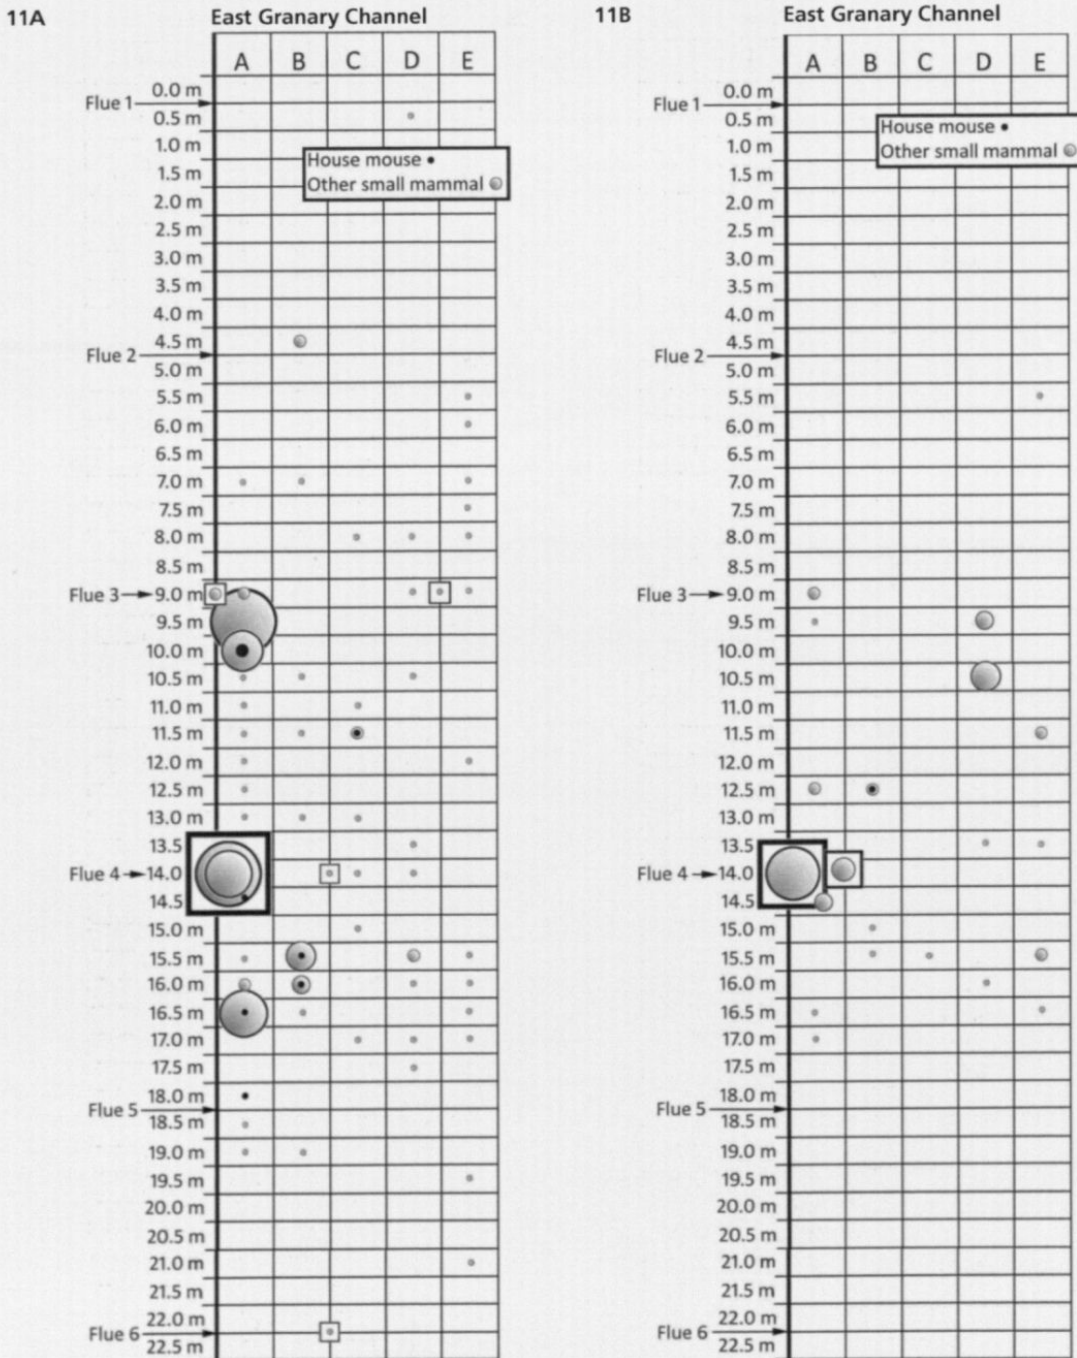 11A
East Granary Channel
A B C D E
0.0 m
Flue 1
0.5 m
1.0 m
House mouse
1.5 m
Other small mammal
2.0 m
2.5 m
3.0 m
3.5 m
4.0 m
4.5 m
Flue 2
5.0 m
5.5 m
6.0 m
6.5 m
7.0 m
7.5 m
8.0 m
8.5 m
Flue 3
9.0 m
9.5 m
10.0 m
10.5 m
11.0 m
11.5 m
12.0 m
12.5 m
13.0 m
13.5
Flue 4
14.0
14.5
15.0 m
15.5 m
16.0 m
16.5 m
17.0 m
17.5 m
18.0 m
Flue 5
18.5 m
19.0 m
19.5 m
20.0 m
20.5 m
21.0 m
21.5 m
22.0 m
Flue 6
22.5 m
11B
East Granary Channel
A B C D E
0.0 m
Flue 1
0.5 m
House mouse
1.0 m
Other small mammal
1.5 m
2.0 m
2.5 m
3.0 m
3.5 m
4.0 m
4.5 m
Flue 2
5.0 m
5.5 m
6.0 m
6.5 m
7.0 m
7.5 m
8.0 m
8.5 m
Flue 3
9.0 m
9.5 m
10.0 m
10.5 m
11.0 m
11.5 m
12.0 m
12.5 m
13.0 m
13.5
Flue 4
14.0
14.5
15.0 m
15.5 m
16.0 m
16.5 m
17.0 m
17.5 m
18.0 m
Flue 5
18.5 m
19.0 m
19.5 m
20.0 m
20.5 m
21.0 m
21.5 m
22.0 m
Flue 6
22.5 m